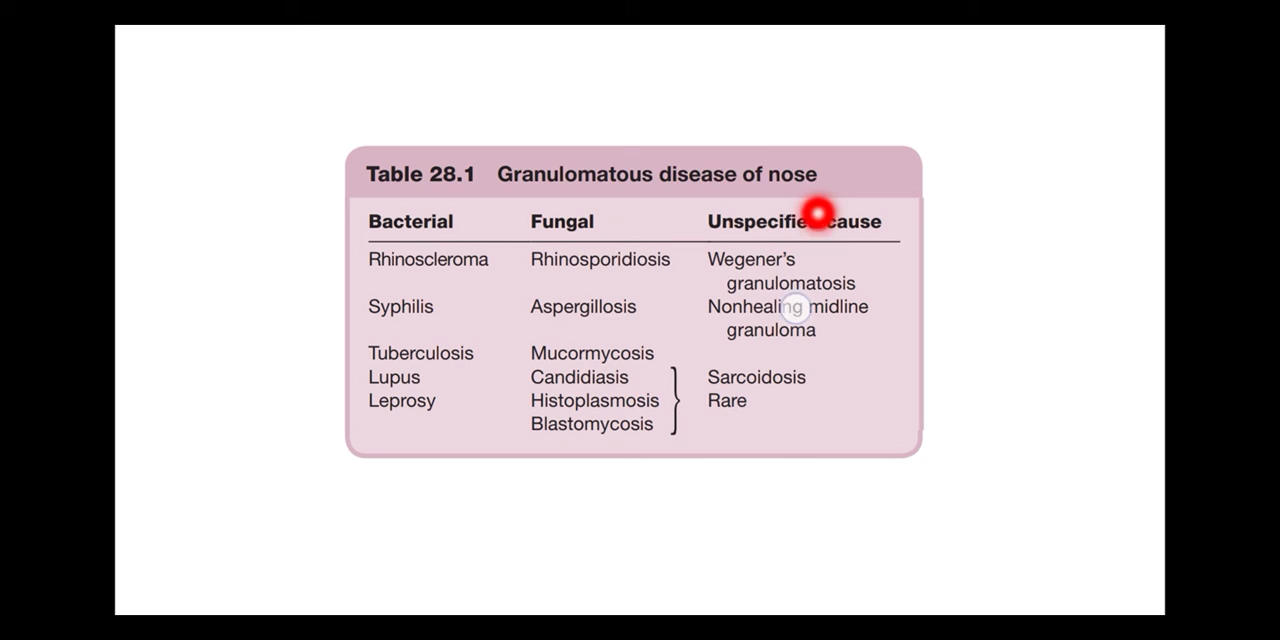 Table 28.1 Granulomatous disease of nose
Bacterial Fungal Unspecified cause
Rhinoscleroma Rhinosporidiosis Wegener's
granulomatosis
Syphilis Aspergillosis Nonhealing midline
granuloma
Tuberculosis Mucormycosis
Lupus Candidiasis Sarcoidosis
Leprosy Histoplasmosis Rare
Blastomycosis